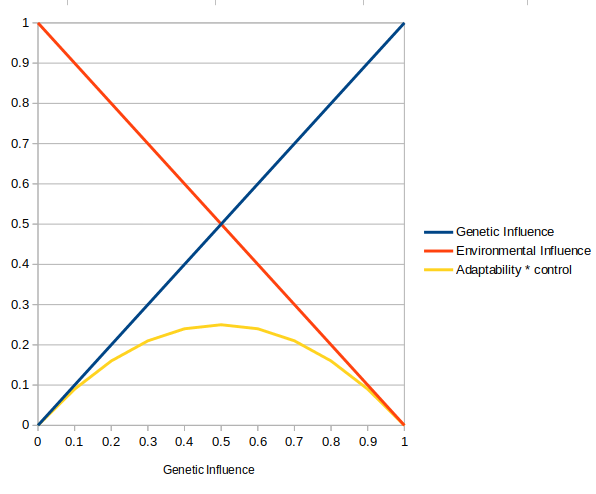 1
0.9
0.8
0.7
0.6
0.5
0.4
0.3
0.2
0.1
0
0 0.1 0.2 0.3 0.4 0.5 0.6 0.7 0.8 0.9 1
Genetic Influence
Genetic Influence
Environmental Influence
Adaptability * control